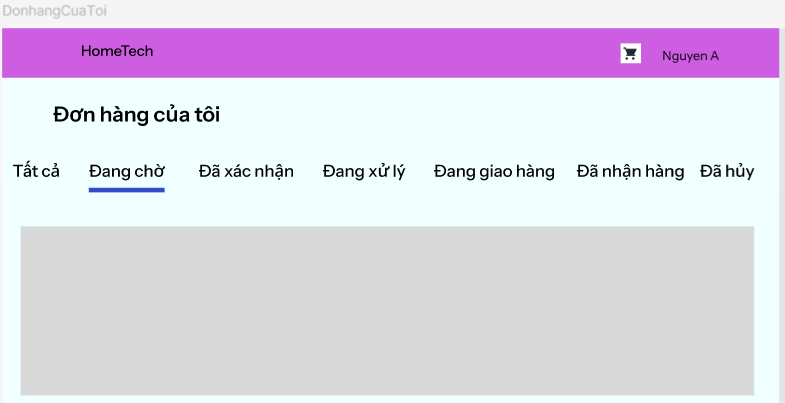 DonhangCuaToi
HomeTech
Nguyen A
Đơn hàng của tôi
Tất cả Đang chờ Đã xác nhận Đang xử lý Đang giao hàng Đã nhận hàng Đã hủy